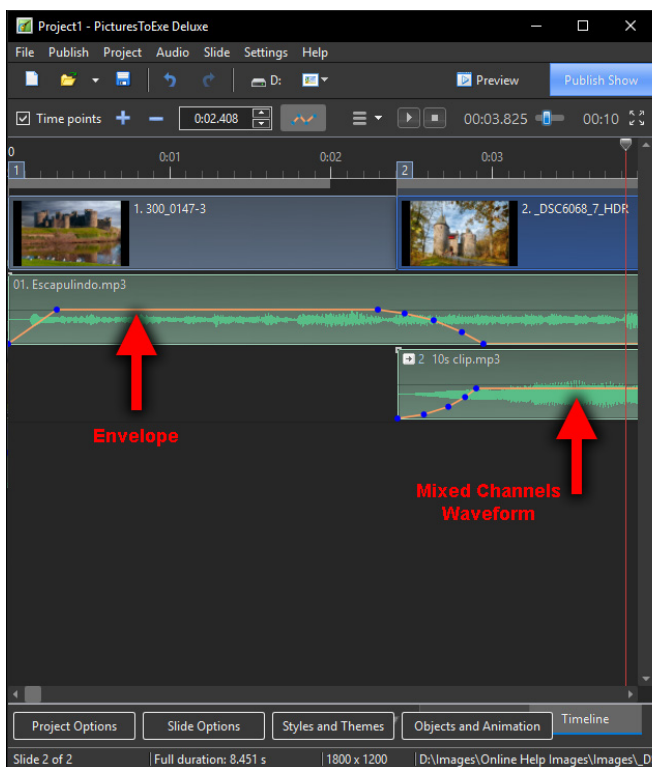 Project1 - PicturesToExe Deluxe
File Publish Project Audio Slide Settings Help
D: Preview Publish Show
Time points 0:02.408 00:03.825 00:10
0 0:01 0:02 0:03
1 2
1. 300_0147-3 2. _DSC6068_7_HDR
01. Escapulindo.mp3
2 10s clip.mp3
Envelope
Mixed Channels
Waveform
Timeline
Project Options Slide Options Styles and Themes Objects and Animation
Slide 2 of 2 Full duration: 8.451 s 1800 x 1200 D:\Images\Online Help Images\Images\_D